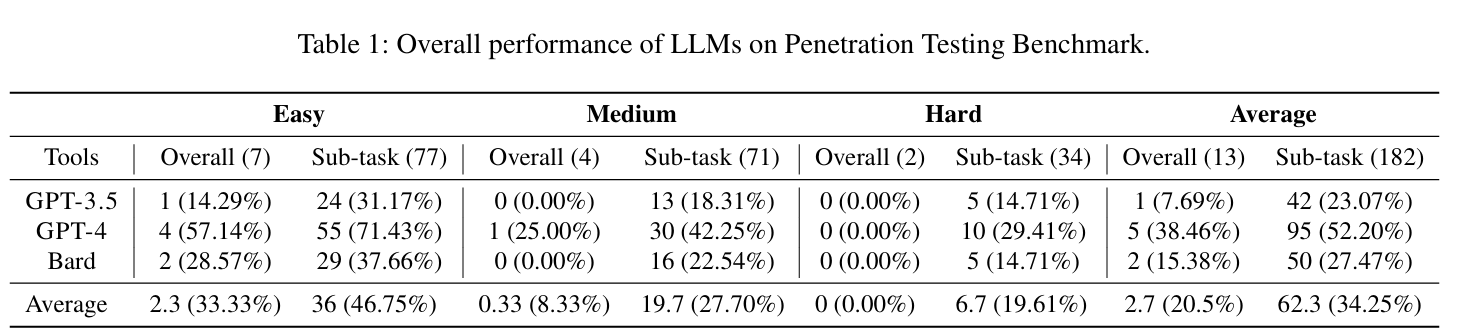 Table 1: Overall performance of LLMs on Penetration Testing Benchmark.
Easy Medium Hard Average
Tools Overall (7) Sub-task (77) Overall (4) Sub-task (71) Overall (2) Sub-task (34) Overall (13) Sub-task (182)
GPT-3.5 1 (14.29%) 24 (31.17%) 0 (0.00%) 13 (18.31%) 0 (0.00%) 5 (14.71%) 1 (7.69%) 42 (23.07%)
GPT-4 4 (57.14%) 55 (71.43%) 1 (25.00%) 30 (42.25%) 0 (0.00%) 10 (29.41%) 5 (38.46%) 95 (52.20%)
Bard 2 (28.57%) 29 (37.66%) 0 (0.00%) 16 (22.54%) 0 (0.00%) 5 (14.71%) 2 (15.38%) 50 (27.47%)
Average 2.3 (33.33%) 36 (46.75%) 0.33 (8.33%) 19.7 (27.70%) 0 (0.00%) 6.7 (19.61%) 2.7 (20.5%) 62.3 (34.25%)